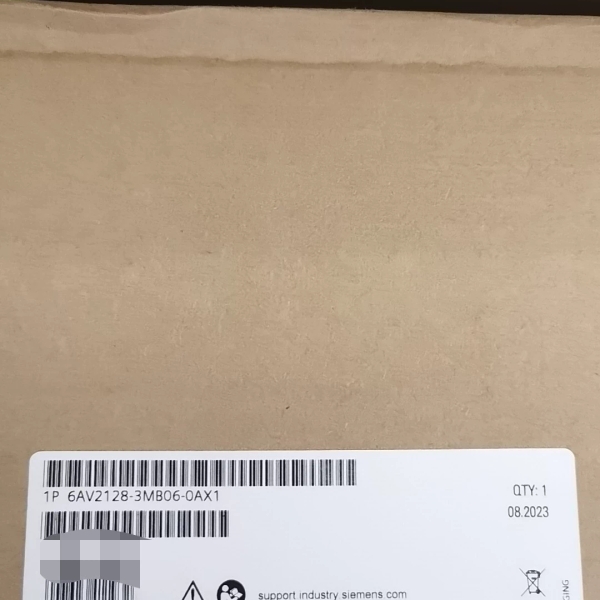 1P 6AV2128-3MB06-0AX1
QTY: 1
08.2023
support.industry.siemens.com